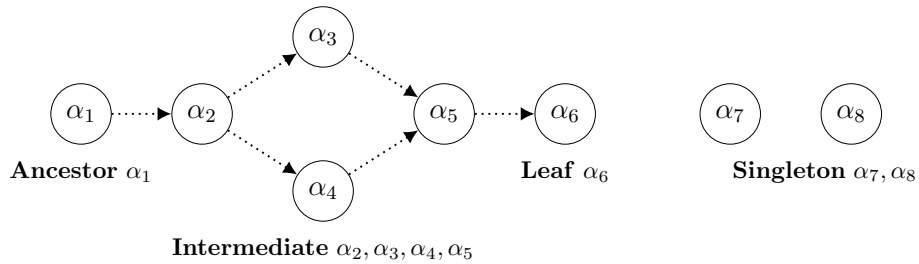 α₃
α₁ α₂ α₅ α₆ α₇ α₈
Ancestor α₁ Leaf α₆ Singleton α₇, α₈
α₄
Intermediate α₂, α₃, α₄, α₅